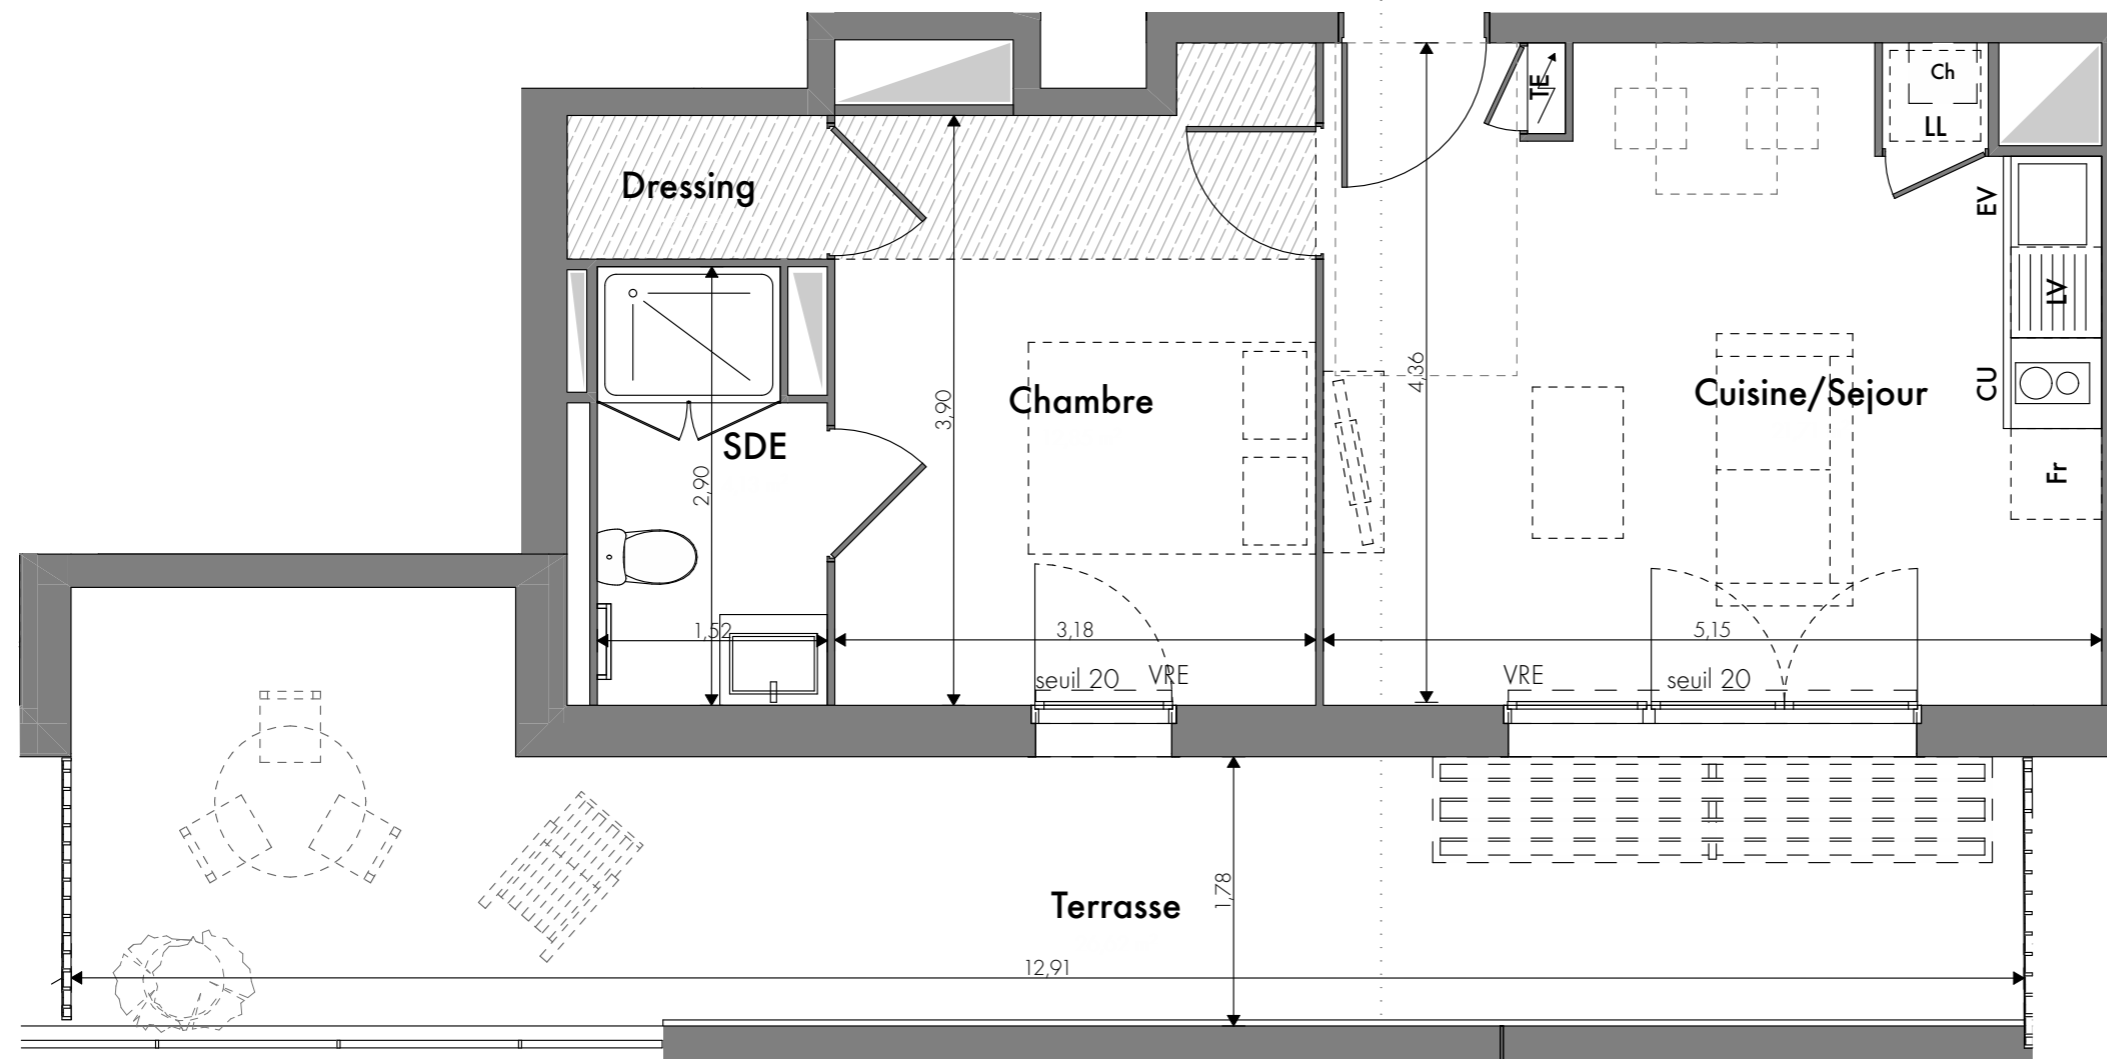 Ch
TE
LL
Dressing
EV
LV
4,36
CU
Cuisine/Sejour
Chambre
3,90
SDE
2,90
Fr
1,52
3,18
5,15
seuil 20
VRE
VRE
seuil 20
Terrasse
1,78
12,91